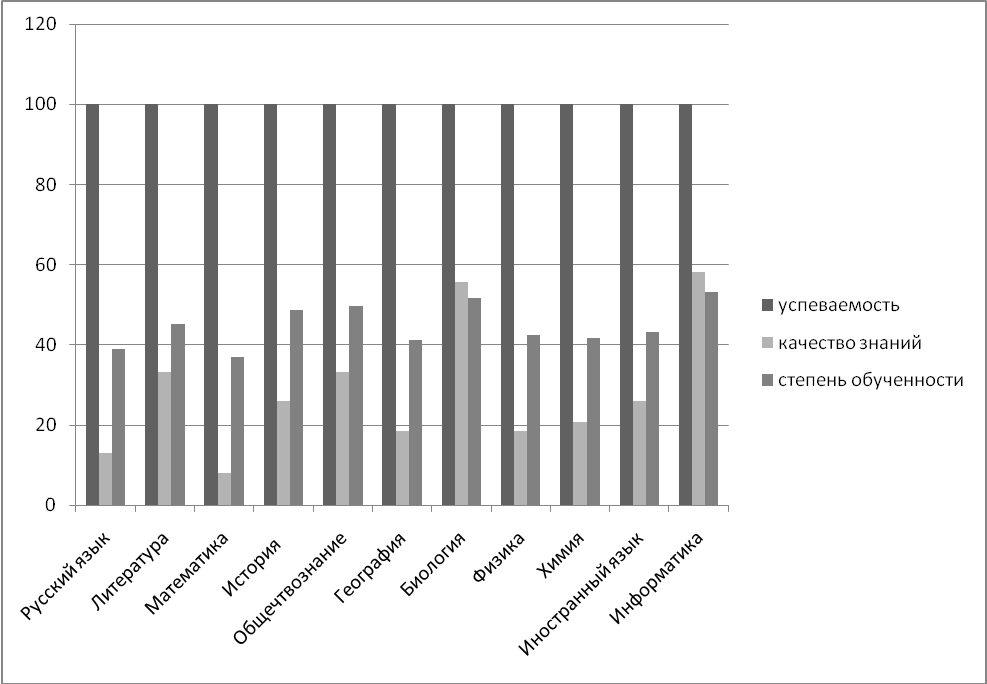 120
100
80
60
40
20
0
Русский язык
Литература
Математика
История
Общечтвознание
География
Биология
Физика
Химия
Иностранный язык
Информатика
успеваемость
качество знаний
степень обученности